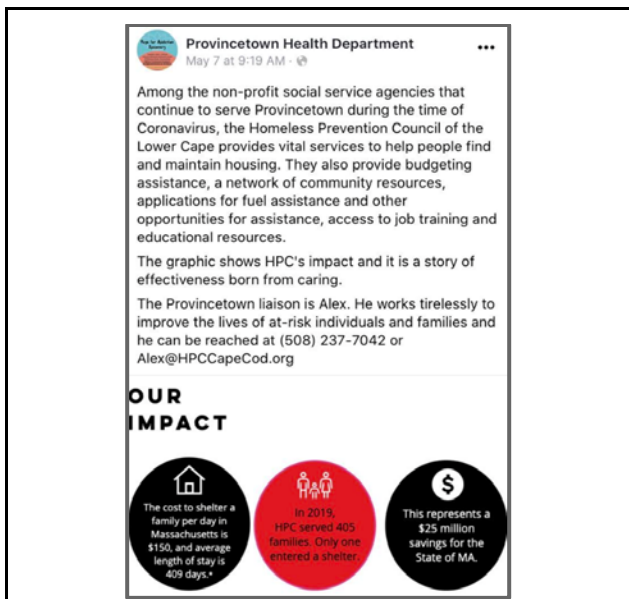 Hope for Addiction
Recovery
Provincetown Health Department
May 7 at 9:19 AM ·
Among the non-profit social service agencies that
continue to serve Provincetown during the time of
Coronavirus, the Homeless Prevention Council of the
Lower Cape provides vital services to help people find
and maintain housing. They also provide budgeting
assistance, a network of community resources,
applications for fuel assistance and other
opportunities for assistance, access to job training and
educational resources.
The graphic shows HPC's impact and it is a story of
effectiveness born from caring.
The Provincetown liaison is Alex. He works tirelessly to
improve the lives of at-risk individuals and families and
he can be reached at (508) 237-7042 or
Alex@HPCCapeCod.org
OUR
IMPACT
The cost to shelter a
family per day in
Massachusetts is
$150, and average
length of stay is
409 days.*
In 2019,
HPC served 405
families. Only one
entered a shelter.
$
This represents a
$25 million
savings for the
State of MA.